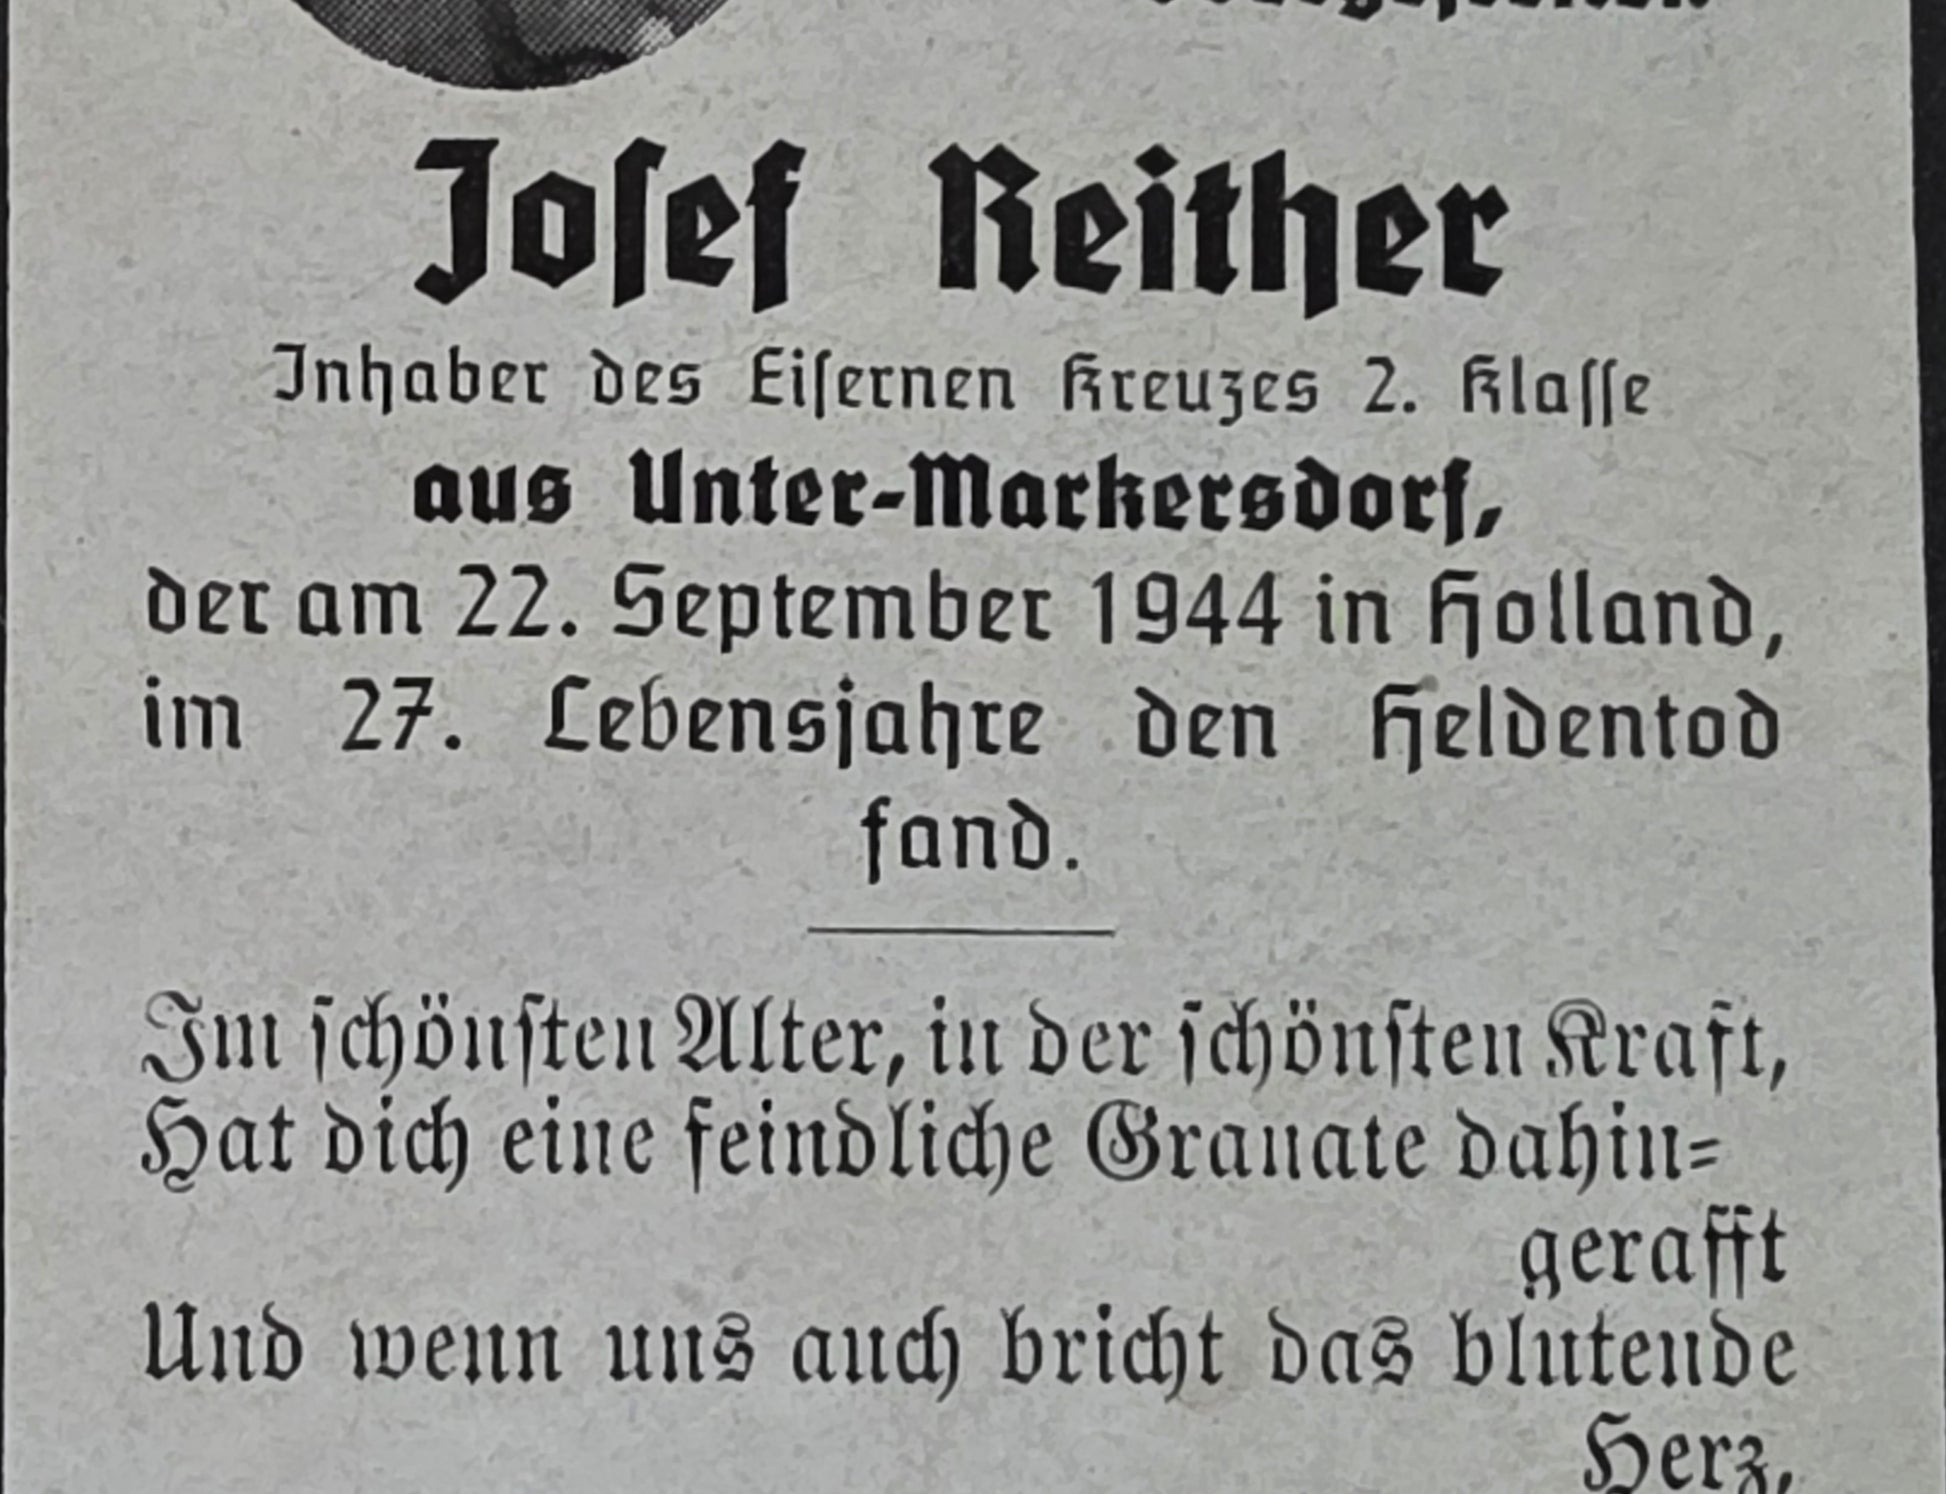 Josef Reither
Inhaber des Eisernen Kreuzes 2. Klasse
aus Unter-Markersdorf,
der am 22. September 1944 in Holland,
im 27. Lebensjahre den Heldentod
fand.
Im schönsten Alter, in der schönsten Kraft,
Hat dich eine feindliche Granate dahin=
gerafft
Und wenn uns auch bricht das blutende
Herz,